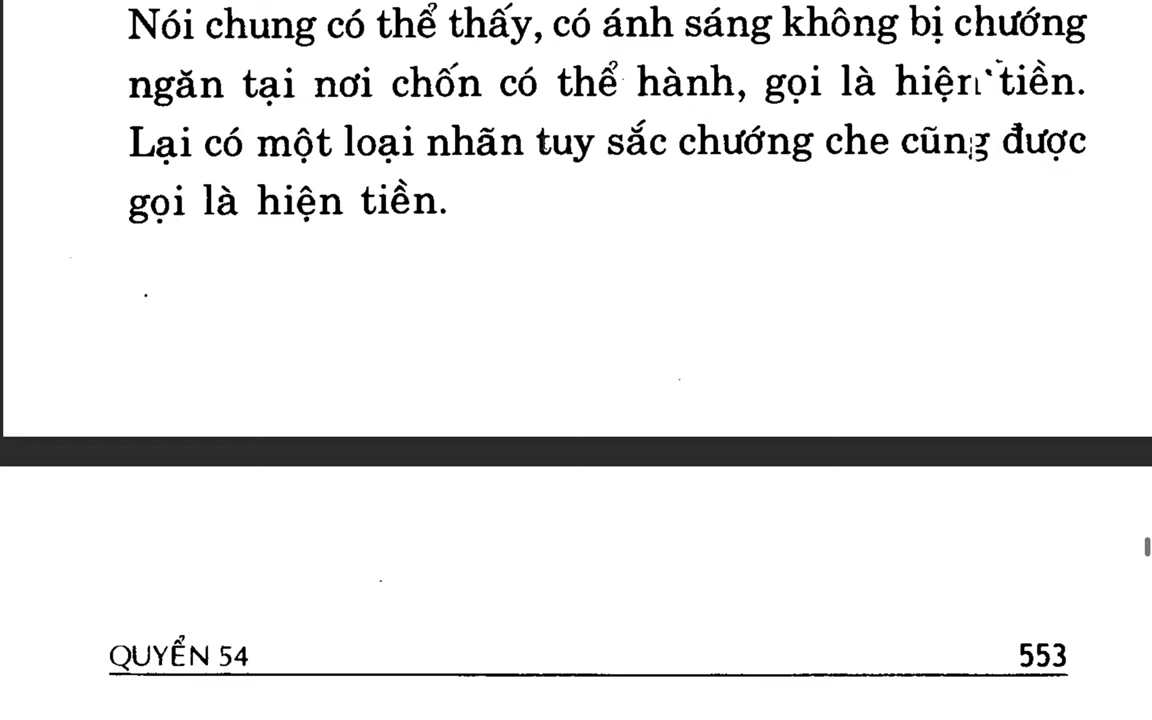 Nói chung có thể thấy, có ánh sáng không bị chướng
ngăn tại nơi chốn có thể hành, gọi là hiện tiền.
Lại có một loại nhãn tuy sắc chướng che cũng được
gọi là hiện tiền.
QUYỂN 54 553